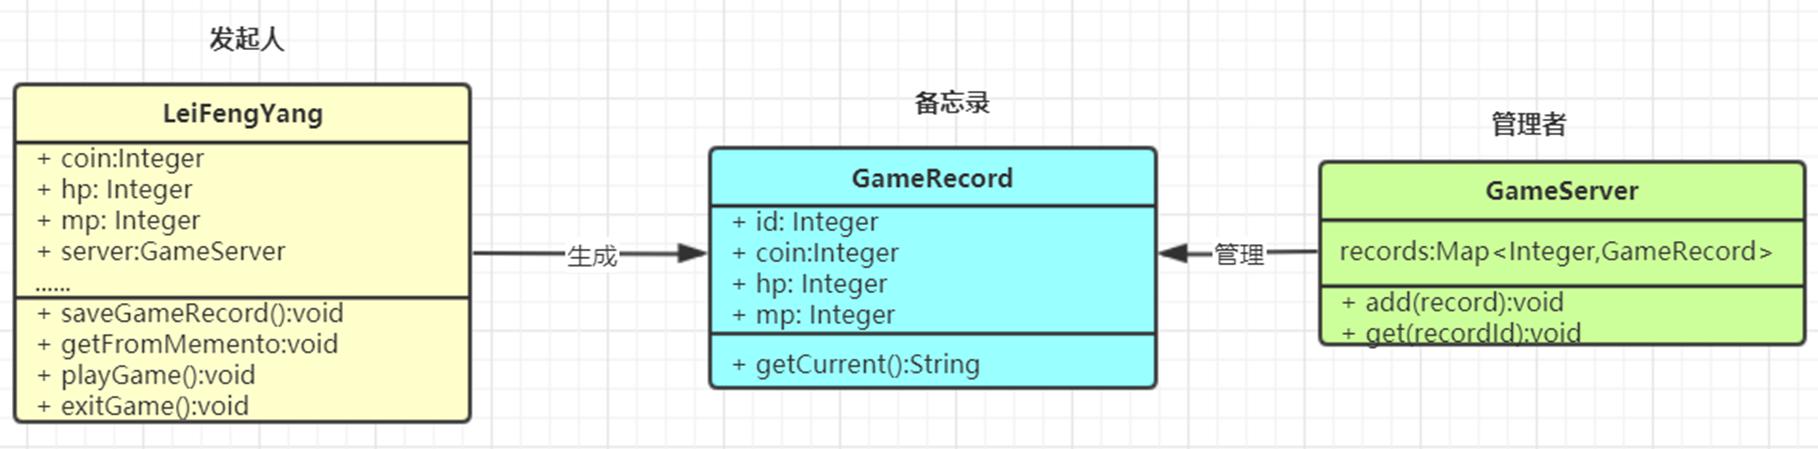 发起人
LeiFengYang
+ coin:Integer
+ hp: Integer
+ mp: Integer
+ server:GameServer
......
+ saveGameRecord():void
+ getFromMemento:void
+ playGame():void
+ exitGame():void
生成
备忘录
GameRecord
+ id: Integer
+ coin:Integer
+ hp: Integer
+ mp: Integer
+ getCurrent():String
管理
管理者
GameServer
records:Map<Integer,GameRecord>
+ add(record):void
+ get(recordId):void